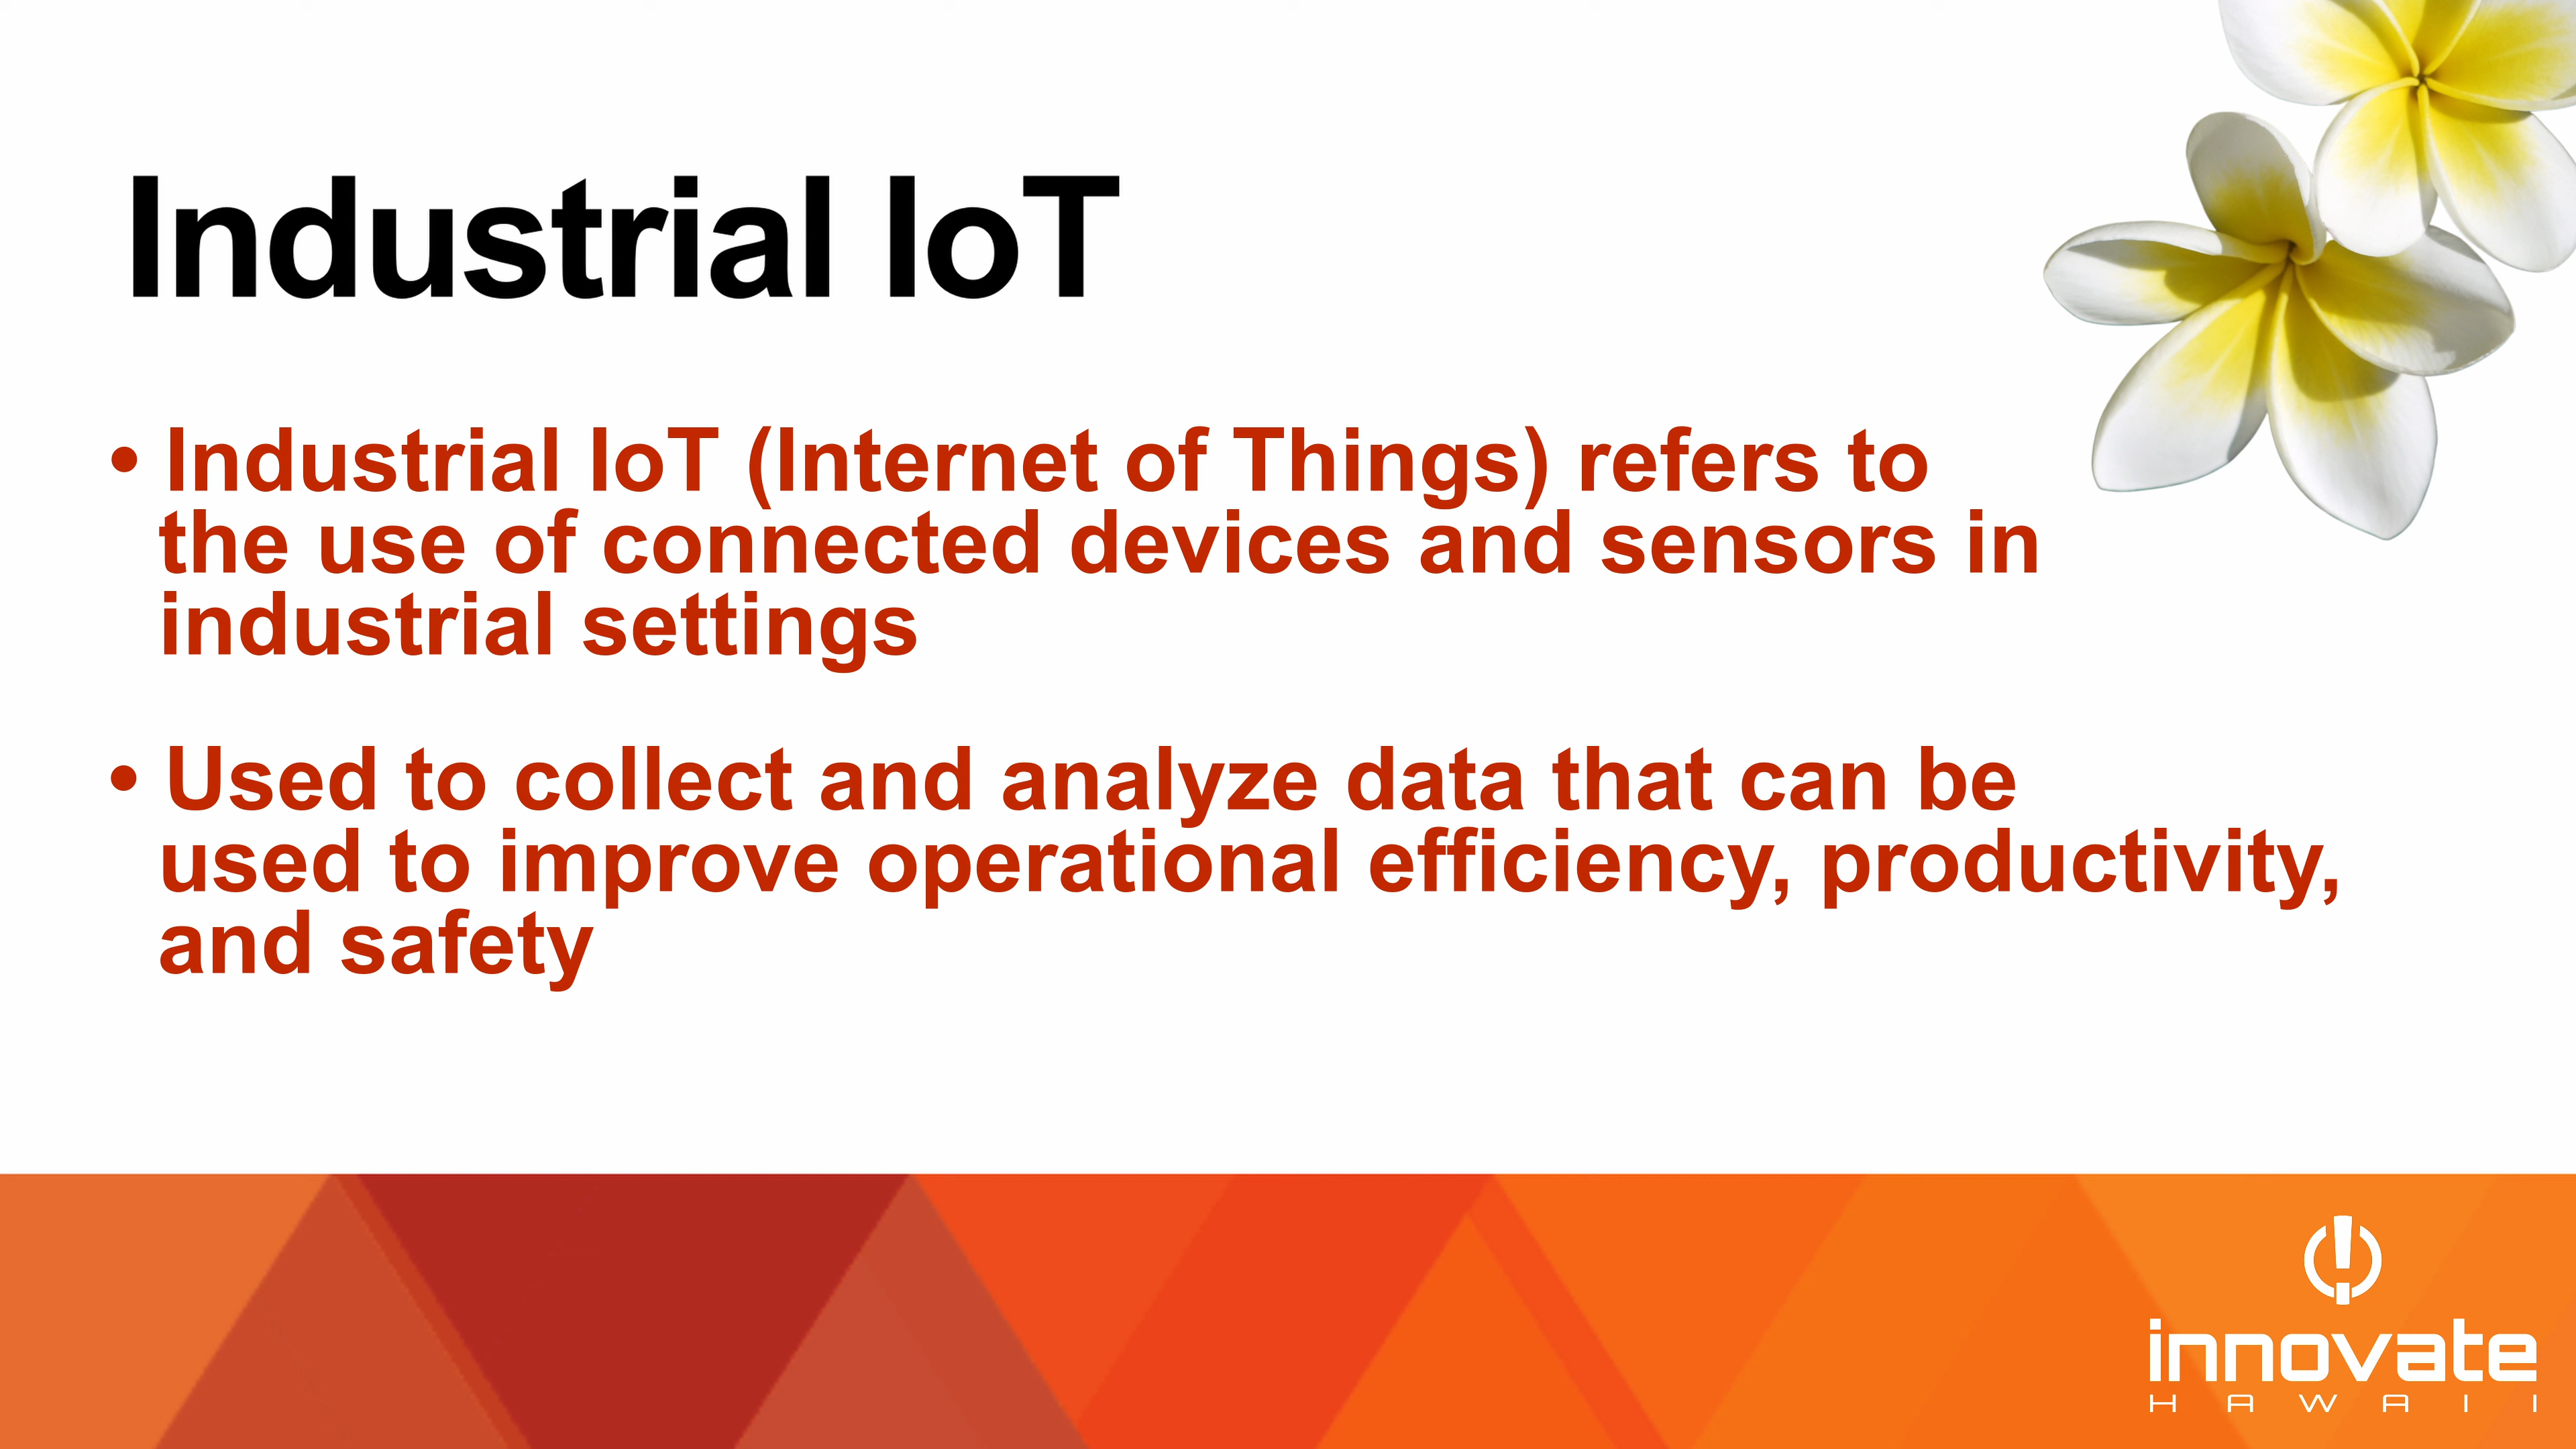 Industrial IoT
• Industrial IoT (Internet of Things) refers to
the use of connected devices and sensors in
industrial settings
• Used to collect and analyze data that can be
used to improve operational efficiency, productivity,
and safety
innovate
HAWAII